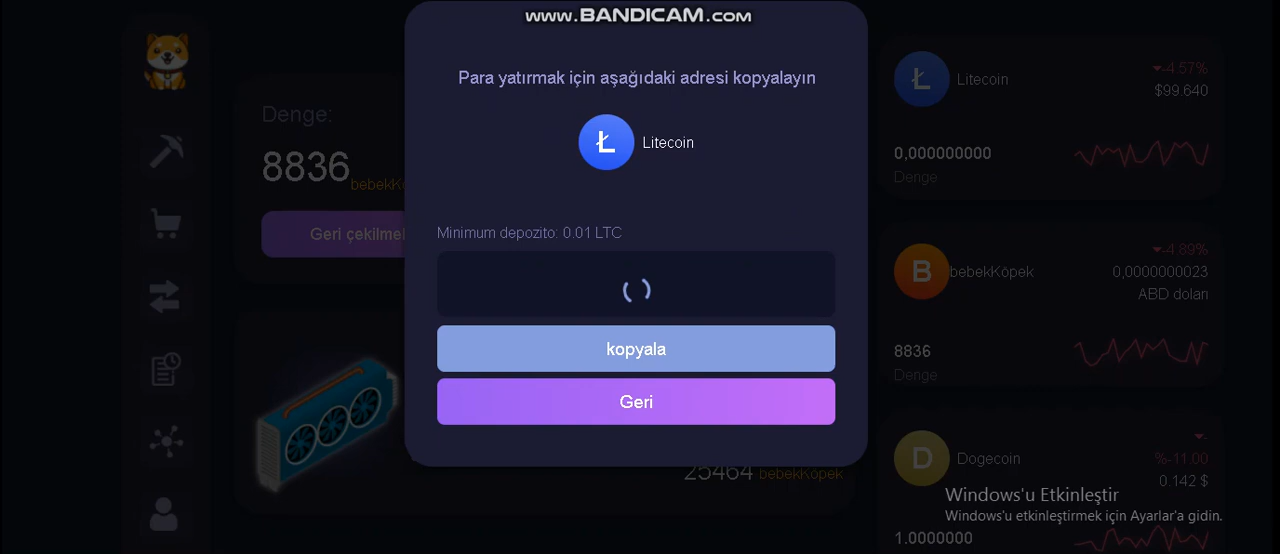 www.BANDICAM.com
Para yatırmak için aşağıdaki adresi kopyalayın
Litecoin
Minimum depozito: 0.01 LTC
kopyala
Geri
Denge:
8836
Geri çekilmel
25464 bebekKöpek
Ł
Litecoin
-4.57%
$99.640
0,000000000
Denge
B
bebekKöpek
-4.89%
0,0000000023
ABD doları
8836
Denge
D
Dogecoin
%-11.00
0.142 $
1.0000000
Windows'u Etkinleştir
Windows'u etkinleştirmek için Ayarlar'a gidin.